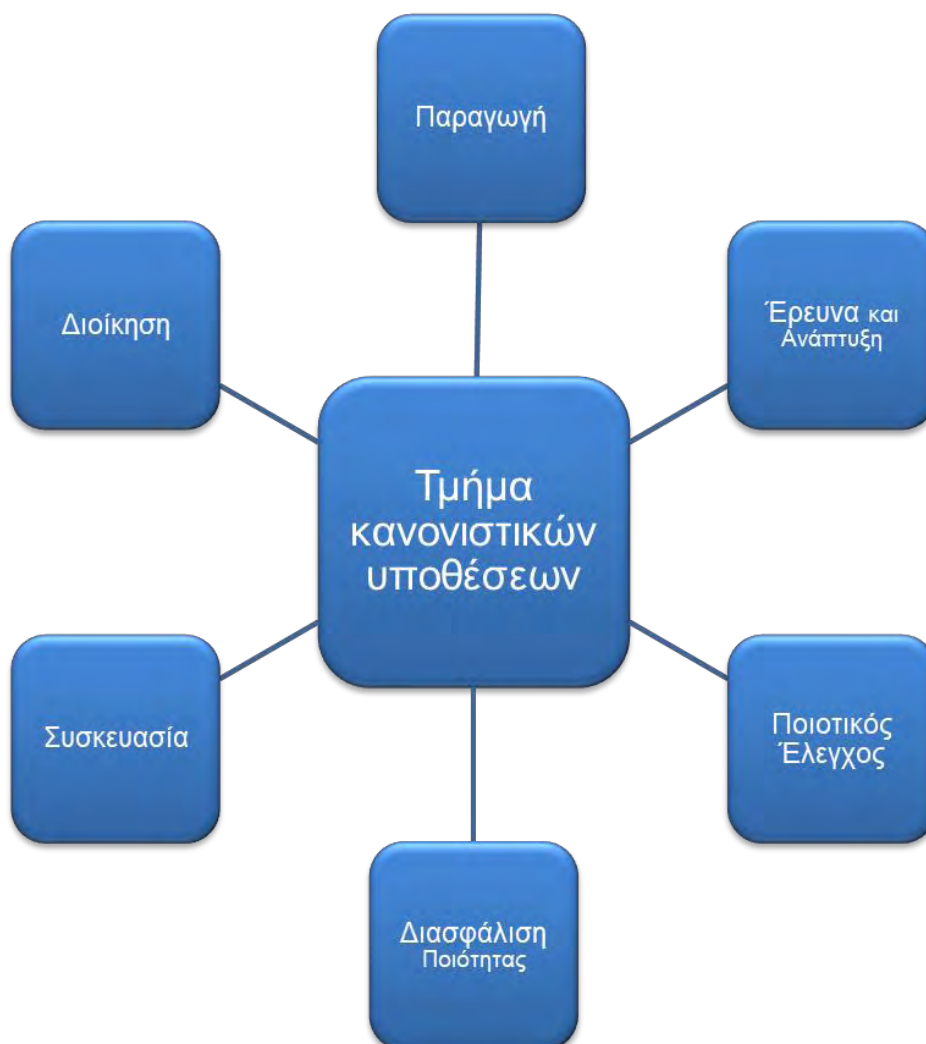 Παραγωγή
Διοίκηση
Έρευνα και
Ανάπτυξη
Τμήμα
κανονιστικών
υποθέσεων
Συσκευασία
Ποιοτικός
Έλεγχος
Διασφάλιση
Ποιότητας